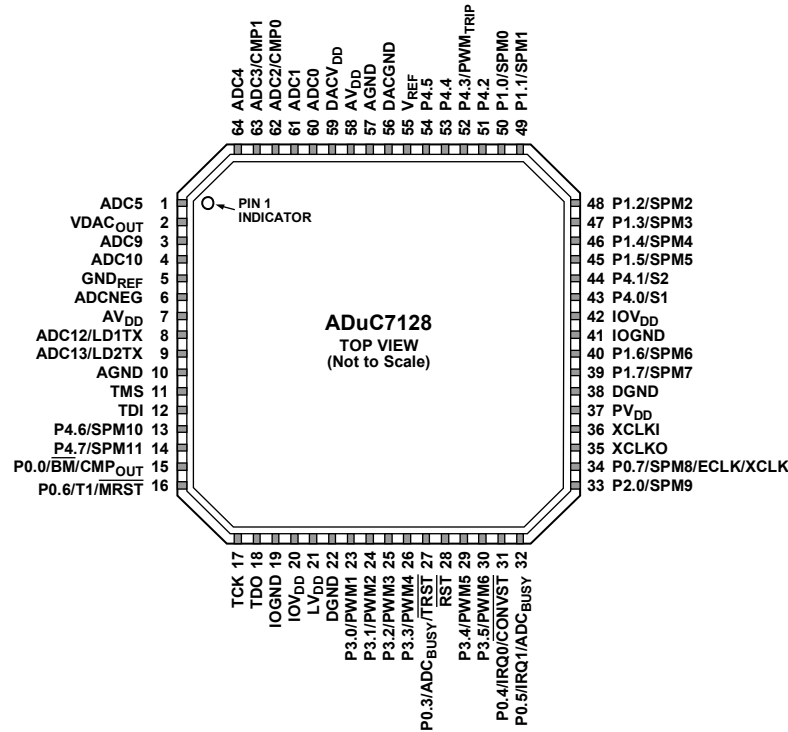 64 ADC4
63 ADC3/CMP1
62 ADC2/CMP0
61 ADC1
60 ADC0
59 DACVDD
58 AVDD
57 AGND
56 DACGND
55 VREF
54 P4.5
53 P4.4
52 P4.3/PWMTRIP
51 P4.2
50 P1.0/SPM0
49 P1.1/SPM1
ADC5 1
VDACOUT 2
ADC9 3
ADC10 4
GNDREF 5
ADCNEG 6
AVDD 7
ADC12/LD1TX 8
ADC13/LD2TX 9
AGND 10
TMS 11
TDI 12
P4.6/SPM10 13
P4.7/SPM11 14
P0.0/BM/CMPOUT 15
P0.6/T1/MRST 16
PIN 1
INDICATOR
ADuC7128
TOP VIEW
(Not to Scale)
48 P1.2/SPM2
47 P1.3/SPM3
46 P1.4/SPM4
45 P1.5/SPM5
44 P4.1/S2
43 P4.0/S1
42 IOVDD
41 IOGND
40 P1.6/SPM6
39 P1.7/SPM7
38 DGND
37 PVDD
36 XCLKI
35 XCLKO
34 P0.7/SPM8/ECLK/XCLK
33 P2.0/SPM9
TCK 17
TDO 18
IOGND 19
IOVDD 20
LVDD 21
DGND 22
P3.0/PWM1 23
P3.1/PWM2 24
P3.2/PWM3 25
P3.3/PWM4 26
P0.3/ADCBUSY/TRST 27
RST 28
P3.4/PWM5 29
P3.5/PWM6 30
P0.4/IRQ0/CONVST 31
P0.5/IRQ1/ADCBUSY 32